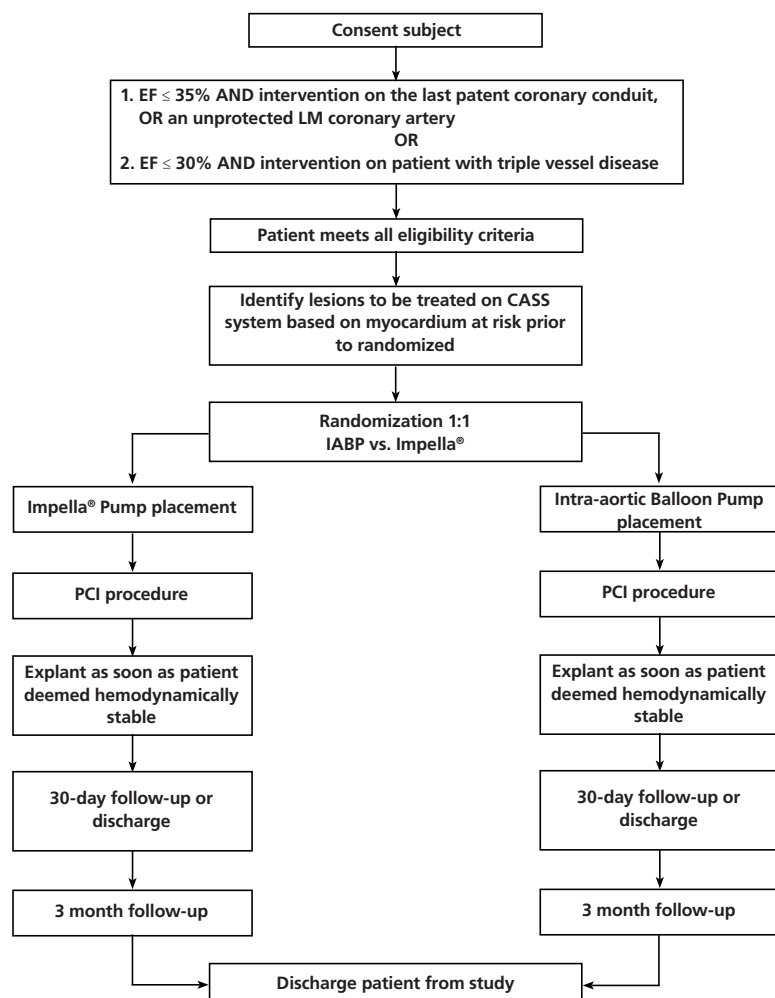 Consent subject
1. EF ≤ 35% AND intervention on the last patent coronary conduit,
OR an unprotected LM coronary artery
OR
2. EF ≤ 30% AND intervention on patient with triple vessel disease
Patient meets all eligibility criteria
Identify lesions to be treated on CASS
system based on myocardium at risk prior
to randomized
Randomization 1:1
IABP vs. Impella®
Impella® Pump placement
PCI procedure
Explant as soon as patient
deemed hemodynamically
stable
30-day follow-up or
discharge
3 month follow-up
Intra-aortic Balloon Pump
placement
PCI procedure
Explant as soon as patient
deemed hemodynamically
stable
30-day follow-up or
discharge
3 month follow-up
Discharge patient from study